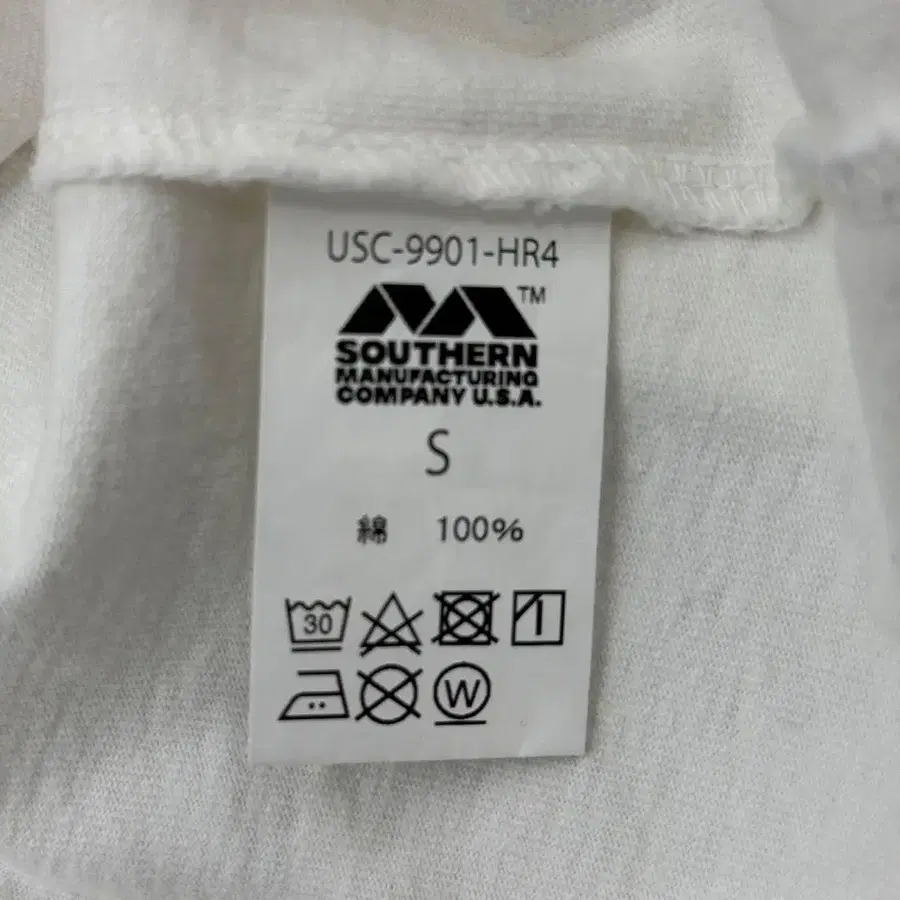 USC-9901-HR4
TM
SOUTHERN
MANUFACTURING
COMPANY U.S.A.
S
綿 100%
30
W